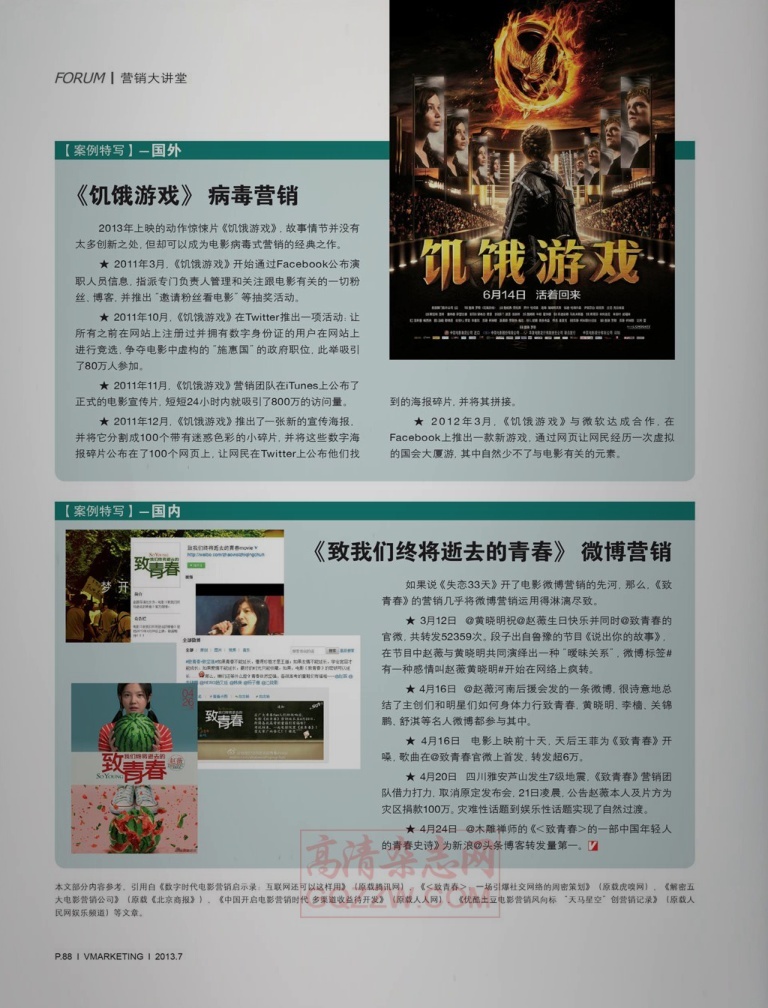 FORUM | 营销大讲堂
【案例特写】—国外
《饥饿游戏》 病毒营销
2013年上映的动作惊悚片《饥饿游戏》, 故事情节并没有
太多创新之处, 但却可以成为电影病毒式营销的经典之作。
★ 2011年3月, 《饥饿游戏》开始通过Facebook公布演
职人员信息, 指派专门负责人管理和关注跟电影有关的一切粉
丝, 博客, 并推出“邀请粉丝看电影”等抽奖活动。
★ 2011年10月, 《饥饿游戏》在Twitter推出一项活动, 让
所有之前在网站上注册过并拥有数字身份证的用户在网站上
进行竞选, 争夺电影中虚构的“施惠国”的政府职位, 此举吸引
了80万人参加。
★ 2011年11月, 《饥饿游戏》营销团队在iTunes上公布了
正式的电影宣传片, 短短24小时内就吸引了800万的访问量。
★ 2011年12月, 《饥饿游戏》推出了一张新的宣传海报,
并将它分割成100个带有迷惑色彩的小碎片, 并将这些数字海
报碎片公布在了100个网页上, 让网民在Twitter上公布他们找
饥饿游戏
6月14日 活着回来
到的海报碎片, 并将其拼接。
★ 2012年3月, 《饥饿游戏》与微软达成合作, 在
Facebook上推出一款新游戏, 通过网页让网民经历一次虚拟
的国会大厦游, 其中自然少不了与电影有关的元素。
【案例特写】—国内
《致我们终将逝去的青春》 微博营销
如果说《失恋33天》开了电影微博营销的先河, 那么, 《致
青春》的营销几乎将微博营销运用得淋漓尽致。
★ 3月12日 @黄晓明祝@赵薇生日快乐并同时@致青春的
官微, 共转发52359次。段子出自鲁豫的节目《说出你的故事》,
在节目中赵薇与黄晓明共同演绎出一种“暧昧关系”, 微博标签#
有一种感情叫赵薇黄晓明#开始在网络上疯转。
★ 4月16日 @赵薇河南后援会发的一条微博, 很诗意地总
结了主创们和明星们如何身体力行致青春, 黄晓明, 李樯, 关锦
鹏, 舒淇等名人微博都参与其中。
★ 4月16日 电影上映前十天, 天后王菲为《致青春》开
嗓, 歌曲在@致青春官微上首发, 转发超6万。
★ 4月20日 四川雅安芦山发生7级地震, 《致青春》营销团
队借力打力, 取消原定发布会, 21日凌晨, 公告赵薇本人及片方为
灾区捐款100万。灾难性话题到娱乐性话题实现了自然过渡。
★ 4月24日 @木雕禅师的《<致青春>的一部中国年轻人
的青春史诗》为新浪@头条博客转发量第一。
梦开
致青春
致我们终将逝去的青春movie
致青春
我们终将逝去的
致青春
SO YOUNG
高清杂志网
GQZZW.COM
本文部分内容参考, 引用自《数字时代电影营销启示录: 互联网还可以这样用》(原载腾讯网)、《<致青春>: 一场引爆社交网络的周密策划》(原载虎嗅网)、《解密五
大电影营销公司》(原载《北京商报》)、《中国开启电影营销时代 多渠道收益待开发》(原载人人网)、《优酷土豆电影营销风向标 “天马星空”创营销记录》(原载人
民网娱乐频道)等文章。
P.88 | VMARKETING | 2013.7